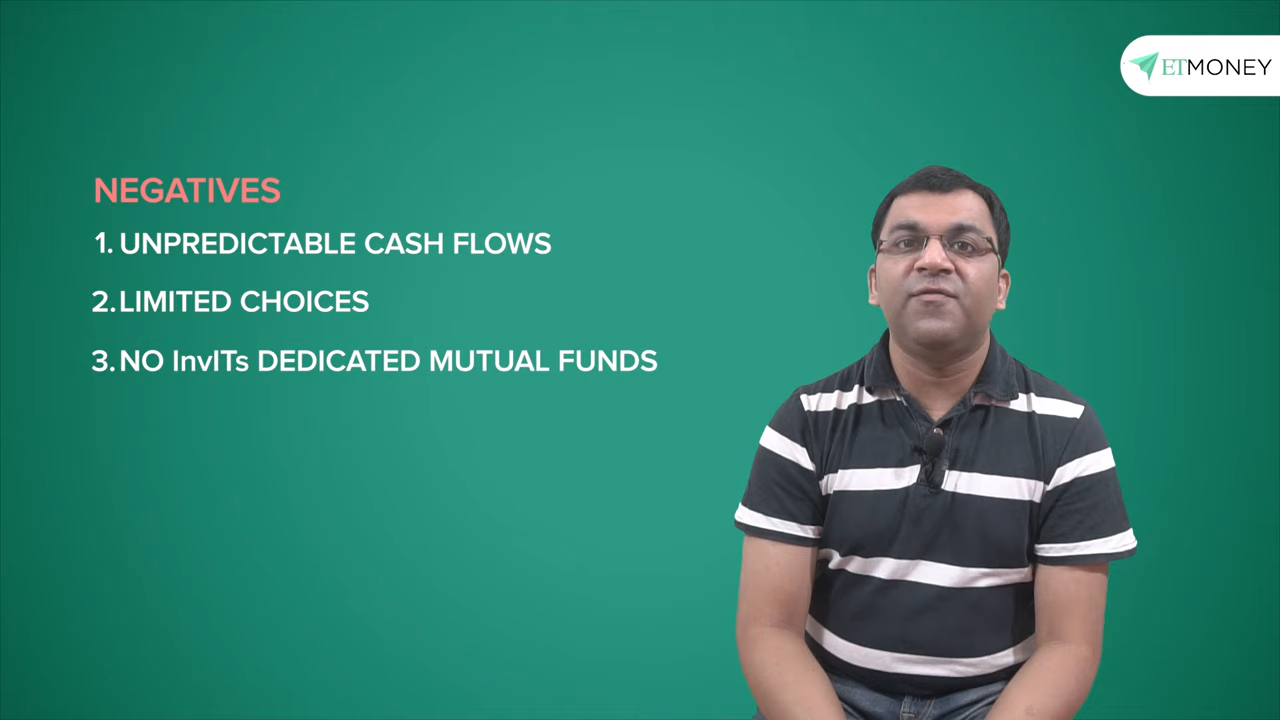 ETMONEY
NEGATIVES
1. UNPREDICTABLE CASH FLOWS
2. LIMITED CHOICES
3. NO InvITs DEDICATED MUTUAL FUNDS